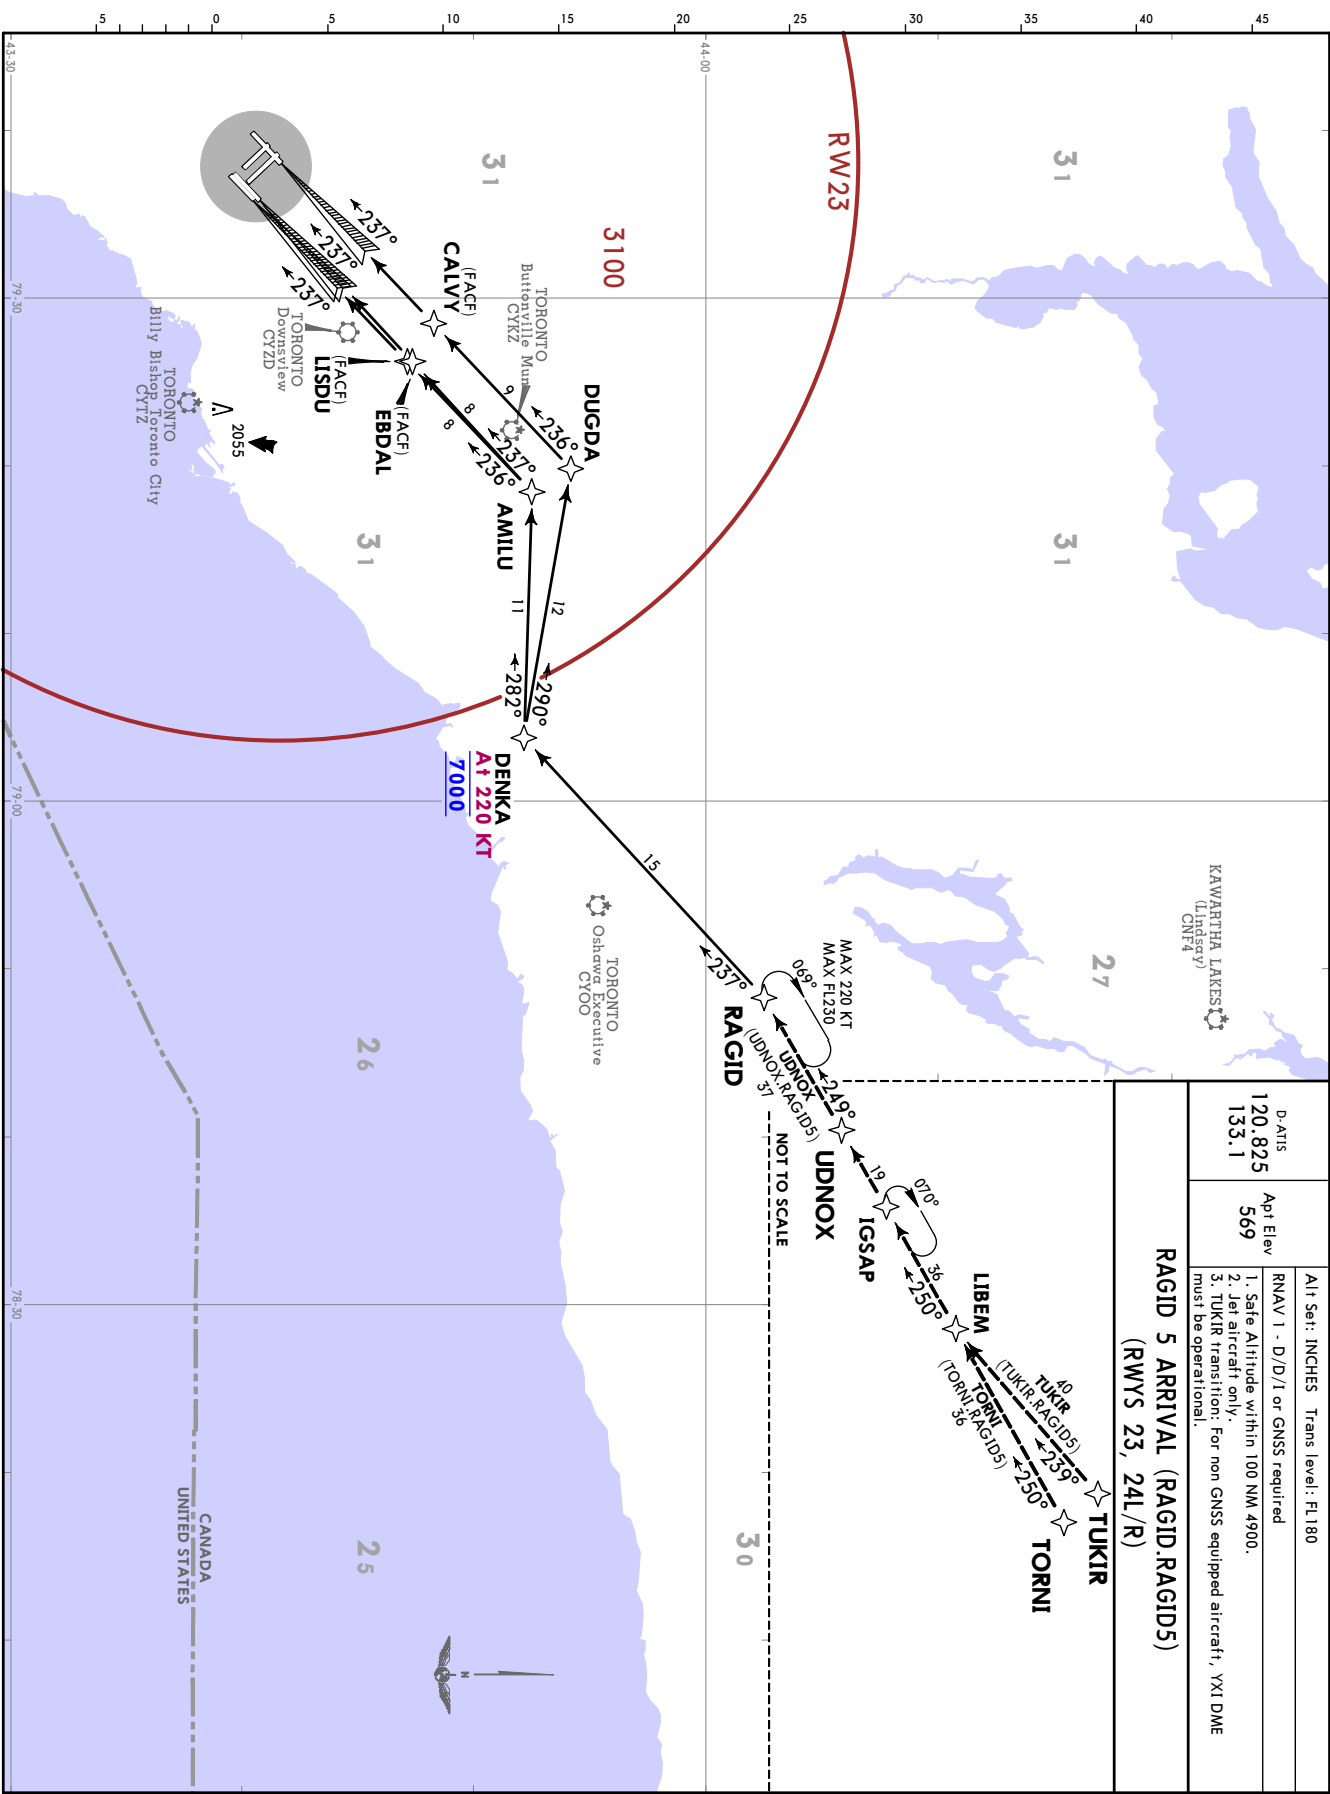 D-ATIS
120.825
133.1
Apt Elev
569
Alt Set: INCHES Trans level: FL180
RNAV 1 - D/D/I or GNSS required
1. Safe Altitude within 100 NM 4900.
2. Jet aircraft only.
3. TUKIR transition: For non GNSS equipped aircraft, YXI DME
must be operational.
RAGID 5 ARRIVAL (RAGID.RAGID5)
(RWYS 23, 24L/R)
TUKIR
TORNI
239°
250°
40
TUKIR
(TUKIR.RAGID5)
TORNI
(TORNI.RAGID5)
36
LIBEM
36
250°
070°
IGSAP
19
UDNOX
249°
UDNOX
(UDNOX.RAGID5)
37
NOT TO SCALE
MAX 220 KT
MAX FL230
069°
RAGID
237°
15
DENKA
At 220 KT
7000
290°
282°
12
11
DUGDA
236°
9
AMILU
237°
236°
8
8
CALVY
(FACF)
(FACF)
LISDU
(FACF)
EBDAL
237°
237°
237°
RW23
3100
KAWARTHA LAKES
(Lindsay)
CNF4
TORONTO
Oshawa Executive
CYOO
TORONTO
Buttonville Mun
CYKZ
TORONTO
Downsview
CYZD
TORONTO
Billy Bishop Toronto City
CYTZ
2055
31
31
31
31
27
26
25
30
CANADA
UNITED STATES
N
43-30
44-00
79-30
79-00
78-30
5
0
5
10
15
20
25
30
35
40
45